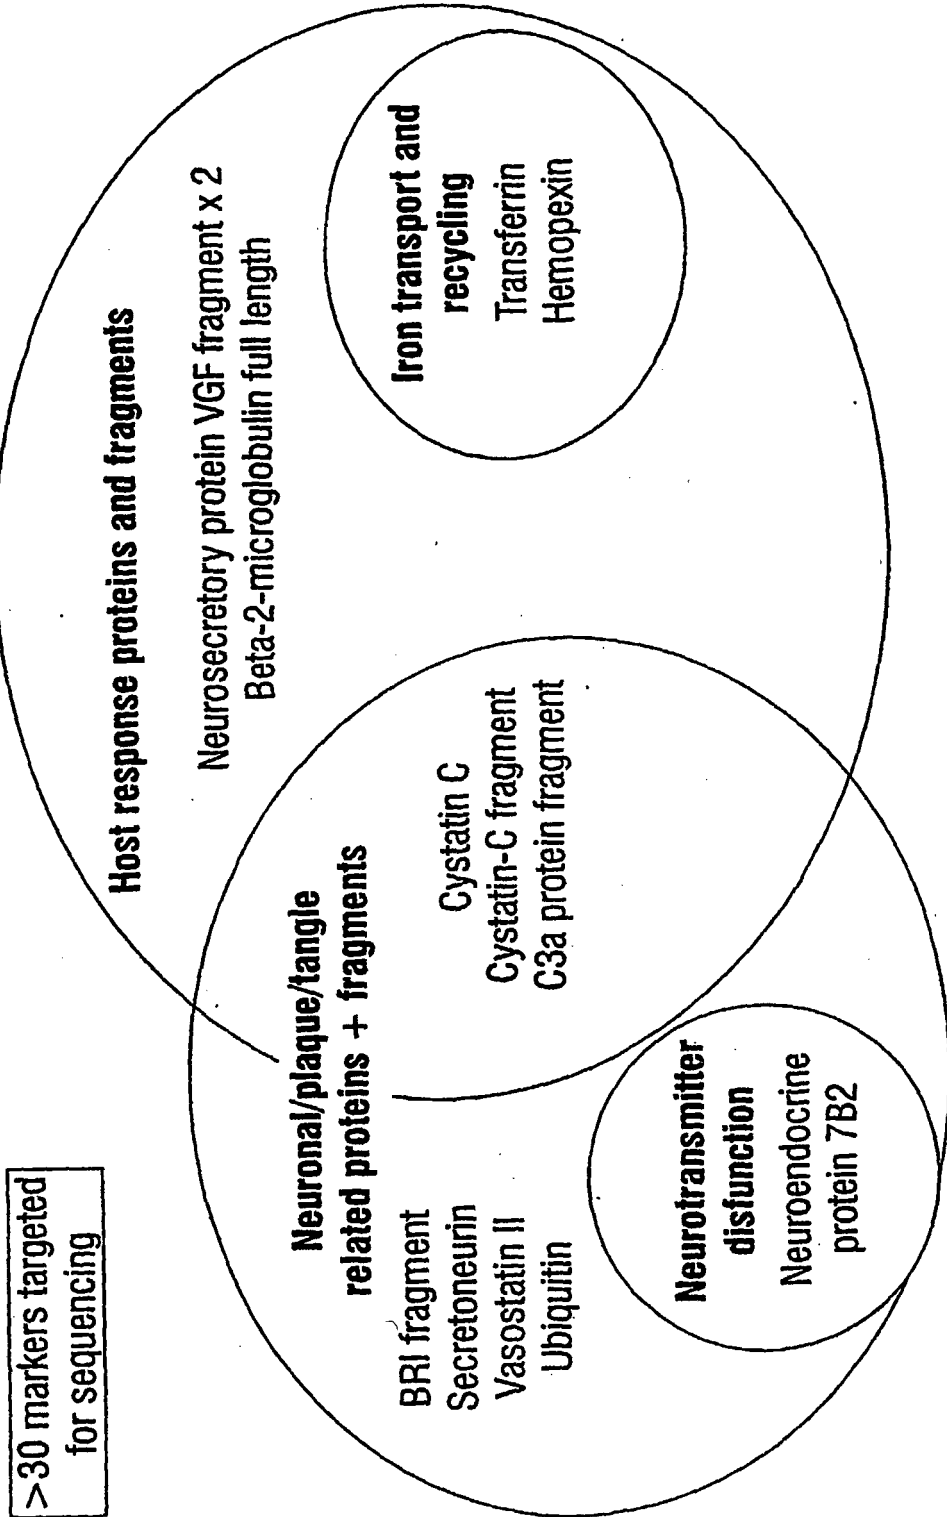 >30 markers targeted
for sequencing
Host response proteins and fragments
Neurosecretory protein VGF fragment x 2
Beta-2-microglobulin full length
Iron transport and
recycling
Transferrin
Hemopexin
Neuronal/plaque/tangle
related proteins + fragments
BRI fragment
Secretoneurin
Vasostatin II
Ubiquitin
Cystatin C
Cystatin-C fragment
C3a protein fragment
Neurotransmitter
disfunction
Neuroendocrine
protein 7B2